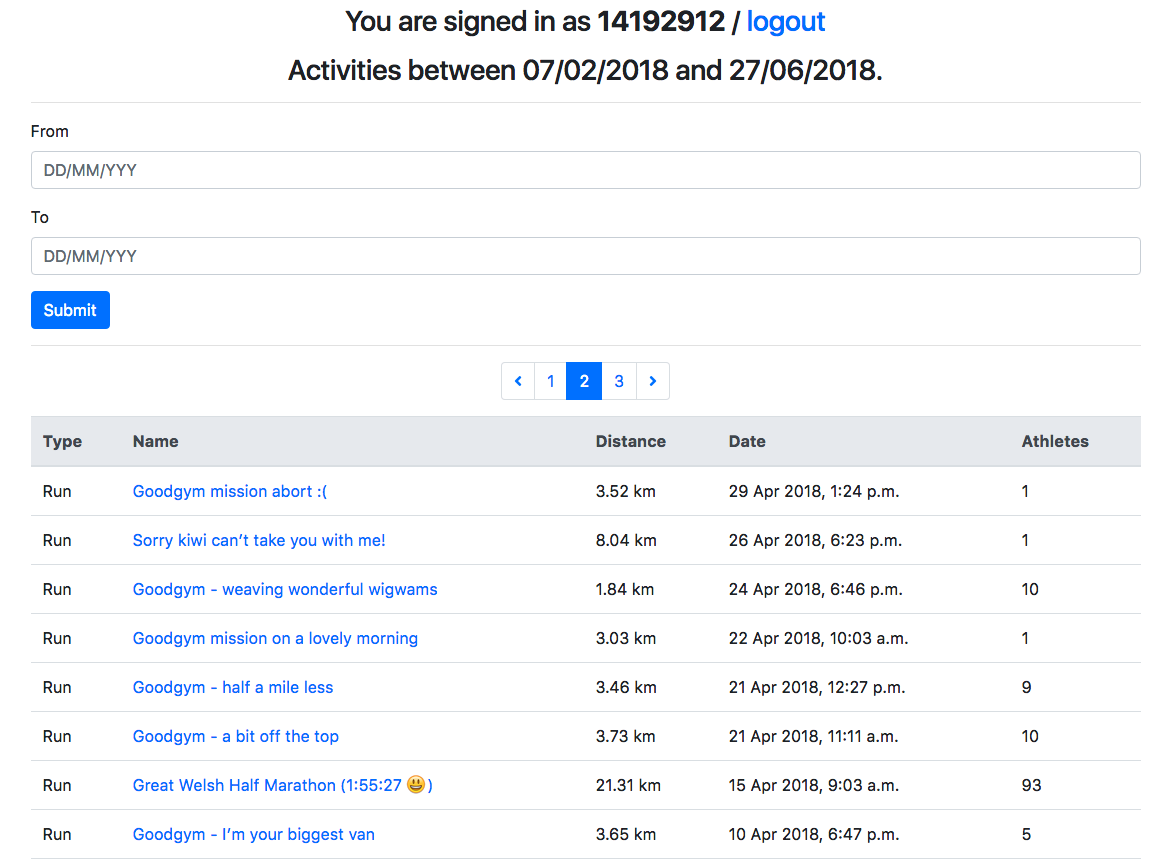 You are signed in as 14192912 / logout
Activities between 07/02/2018 and 27/06/2018.
From
DD/MM/YYY
To
DD/MM/YYY
Submit
1 2 3
Type Name Distance Date Athletes
Run Goodgym mission abort :( 3.52 km 29 Apr 2018, 1:24 p.m. 1
Run Sorry kiwi can’t take you with me! 8.04 km 26 Apr 2018, 6:23 p.m. 1
Run Goodgym - weaving wonderful wigwams 1.84 km 24 Apr 2018, 6:46 p.m. 10
Run Goodgym mission on a lovely morning 3.03 km 22 Apr 2018, 10:03 a.m. 1
Run Goodgym - half a mile less 3.46 km 21 Apr 2018, 12:27 p.m. 9
Run Goodgym - a bit off the top 3.73 km 21 Apr 2018, 11:11 a.m. 10
Run Great Welsh Half Marathon (1:55:27 😃) 21.31 km 15 Apr 2018, 9:03 a.m. 93
Run Goodgym - I’m your biggest van 3.65 km 10 Apr 2018, 6:47 p.m. 5